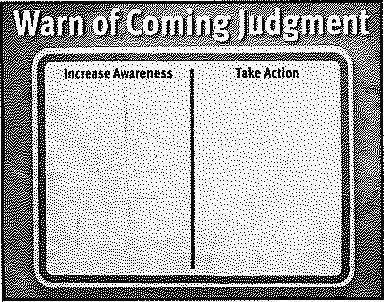 Warn of Coming Judgment
Increase Awareness
Take Action